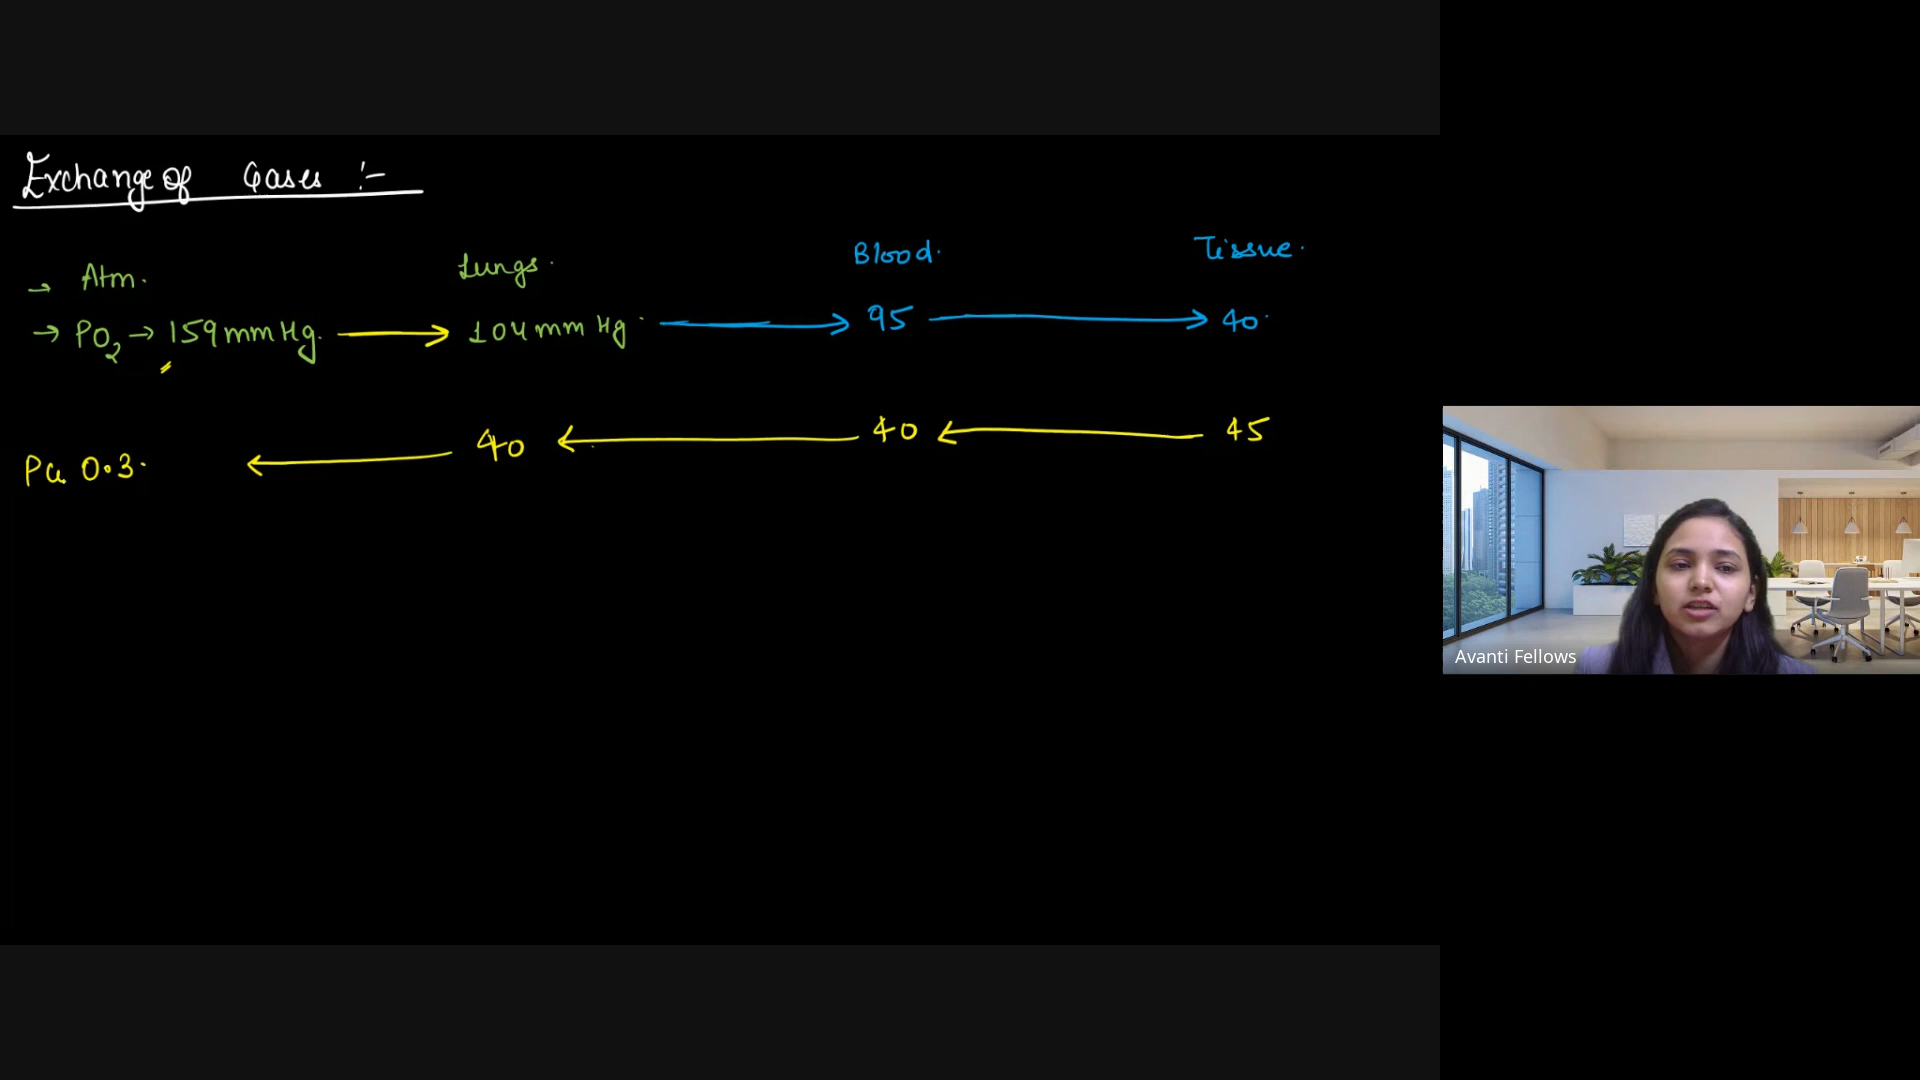 Exchange of Gases :-
→ Atm. Lungs. Blood. Tissue.
→ PO2 → 159 mm Hg. → 104 mm Hg. → 95 → 40.
0.3. ← 40 ← 40 ← 45
Avanti Fellows